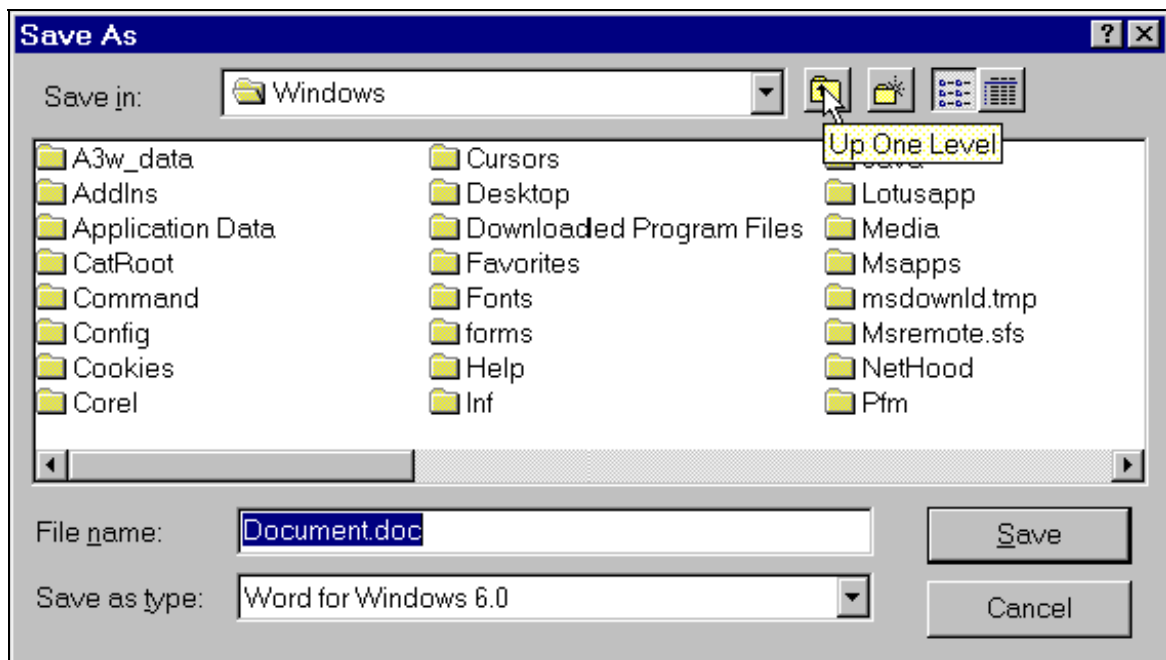 Save As
Save in: Windows
Up One Level
A3w_data Cursors
AddIns Desktop Lotusapp
Application Data Downloaded Program Files Media
CatRoot Favorites Msapps
Command Fonts msdownld.tmp
Config forms Msremote.sfs
Cookies Help NetHood
Corel Inf Pfm
File name: Document.doc Save
Save as type: Word for Windows 6.0 Cancel